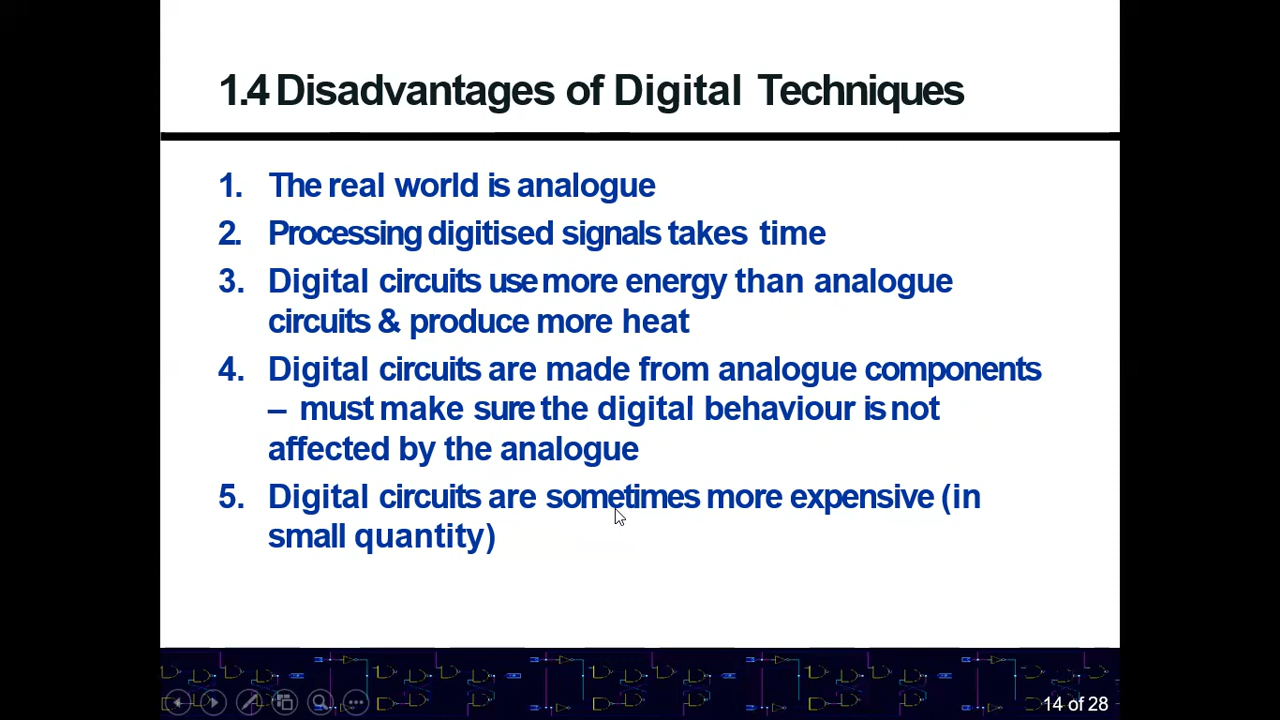 1.4 Disadvantages of Digital Techniques
1. The real world is analogue
2. Processing digitised signals takes time
3. Digital circuits use more energy than analogue
circuits & produce more heat
4. Digital circuits are made from analogue components
– must make sure the digital behaviour is not
affected by the analogue
5. Digital circuits are sometimes more expensive (in
small quantity)
14 of 28